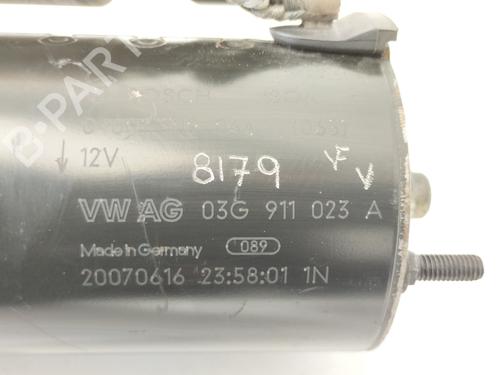 B-PARTS
12V
8179
VW AG 03G 911 023 A
Made in Germany 089
20070616 23:58:01 1N